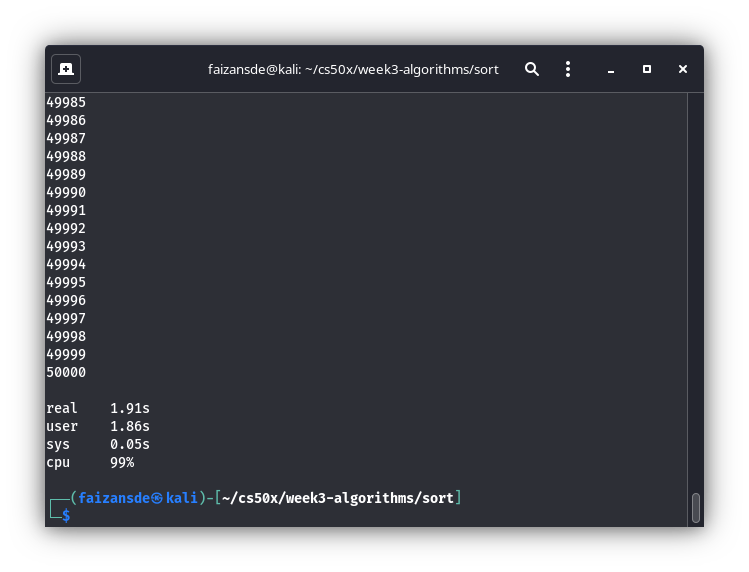 faizansde@kali: ~/cs50x/week3-algorithms/sort
49985
49986
49987
49988
49989
49990
49991
49992
49993
49994
49995
49996
49997
49998
49999
50000
real 1.91s
user 1.86s
sys 0.05s
cpu 99%
┌──(faizansde㉿kali)-[~/cs50x/week3-algorithms/sort]
└─$